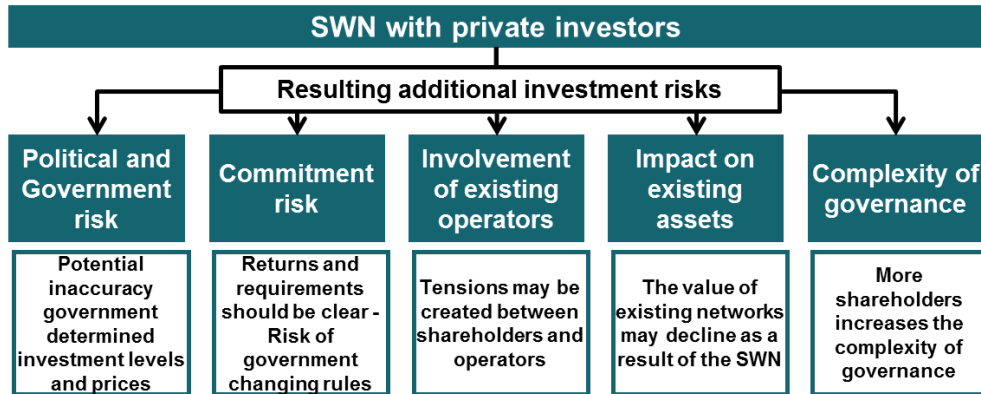 SWN with private investors
Resulting additional investment risks
Political and
Government
risk
Commitment
risk
Involvement
of existing
operators
Impact on
existing
assets
Complexity of
governance
Potential
inaccuracy
government
determined
investment levels
and prices
Returns and
requirements
should be clear -
Risk of
government
changing rules
Tensions may be
created between
shareholders and
operators
The value of
existing networks
may decline as a
result of the SWN
More
shareholders
increases the
complexity of
governance